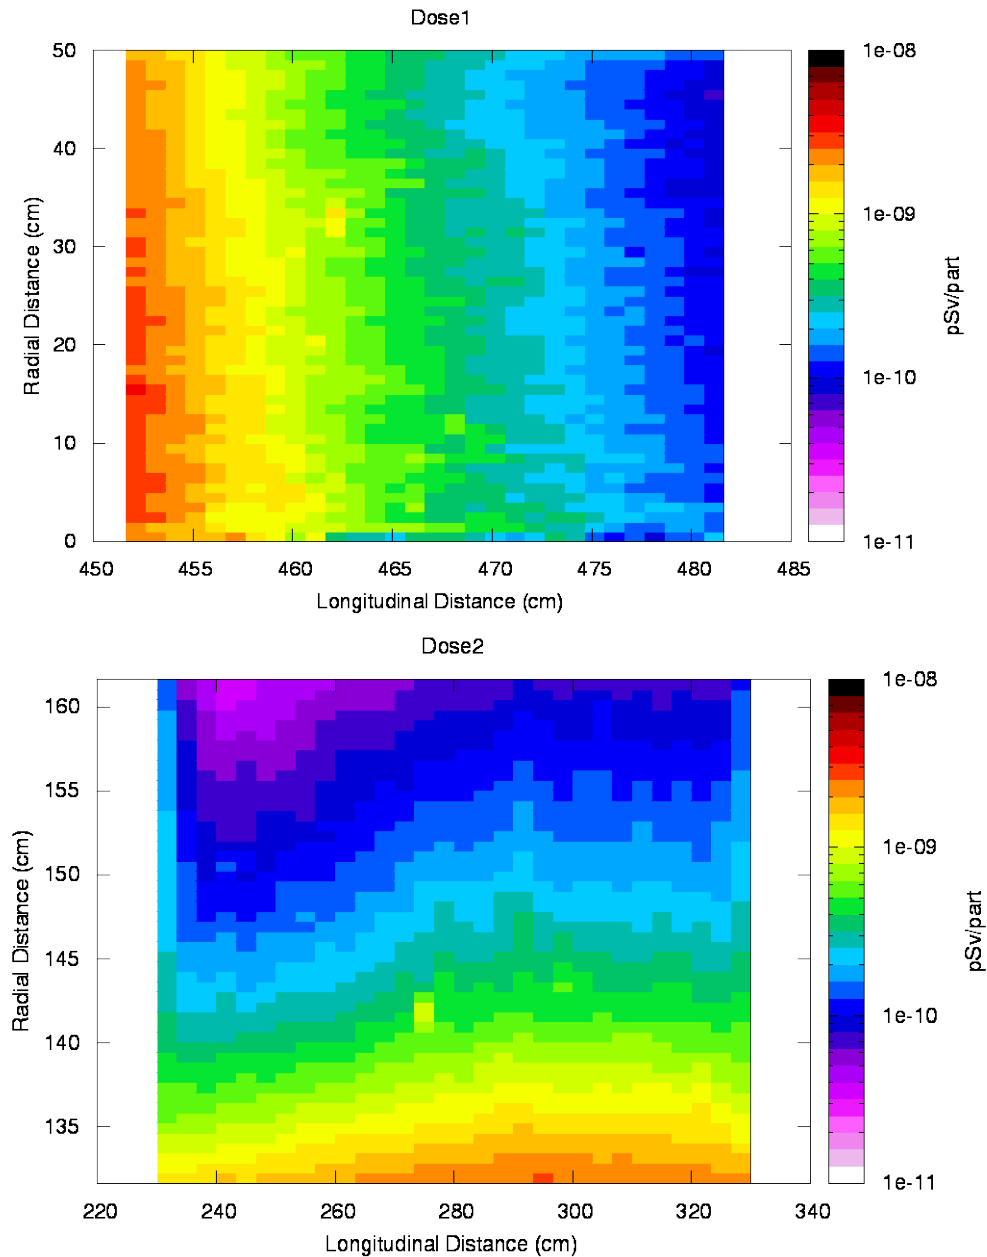 Dose1
50
40
30
20
10
0
Radial Distance (cm)
450 455 460 465 470 475 480 485
Longitudinal Distance (cm)
1e-08
1e-09
1e-10
1e-11
pSv/part
Dose2
160
155
150
145
140
135
Radial Distance (cm)
220 240 260 280 300 320 340
Longitudinal Distance (cm)
1e-08
1e-09
1e-10
1e-11
pSv/part